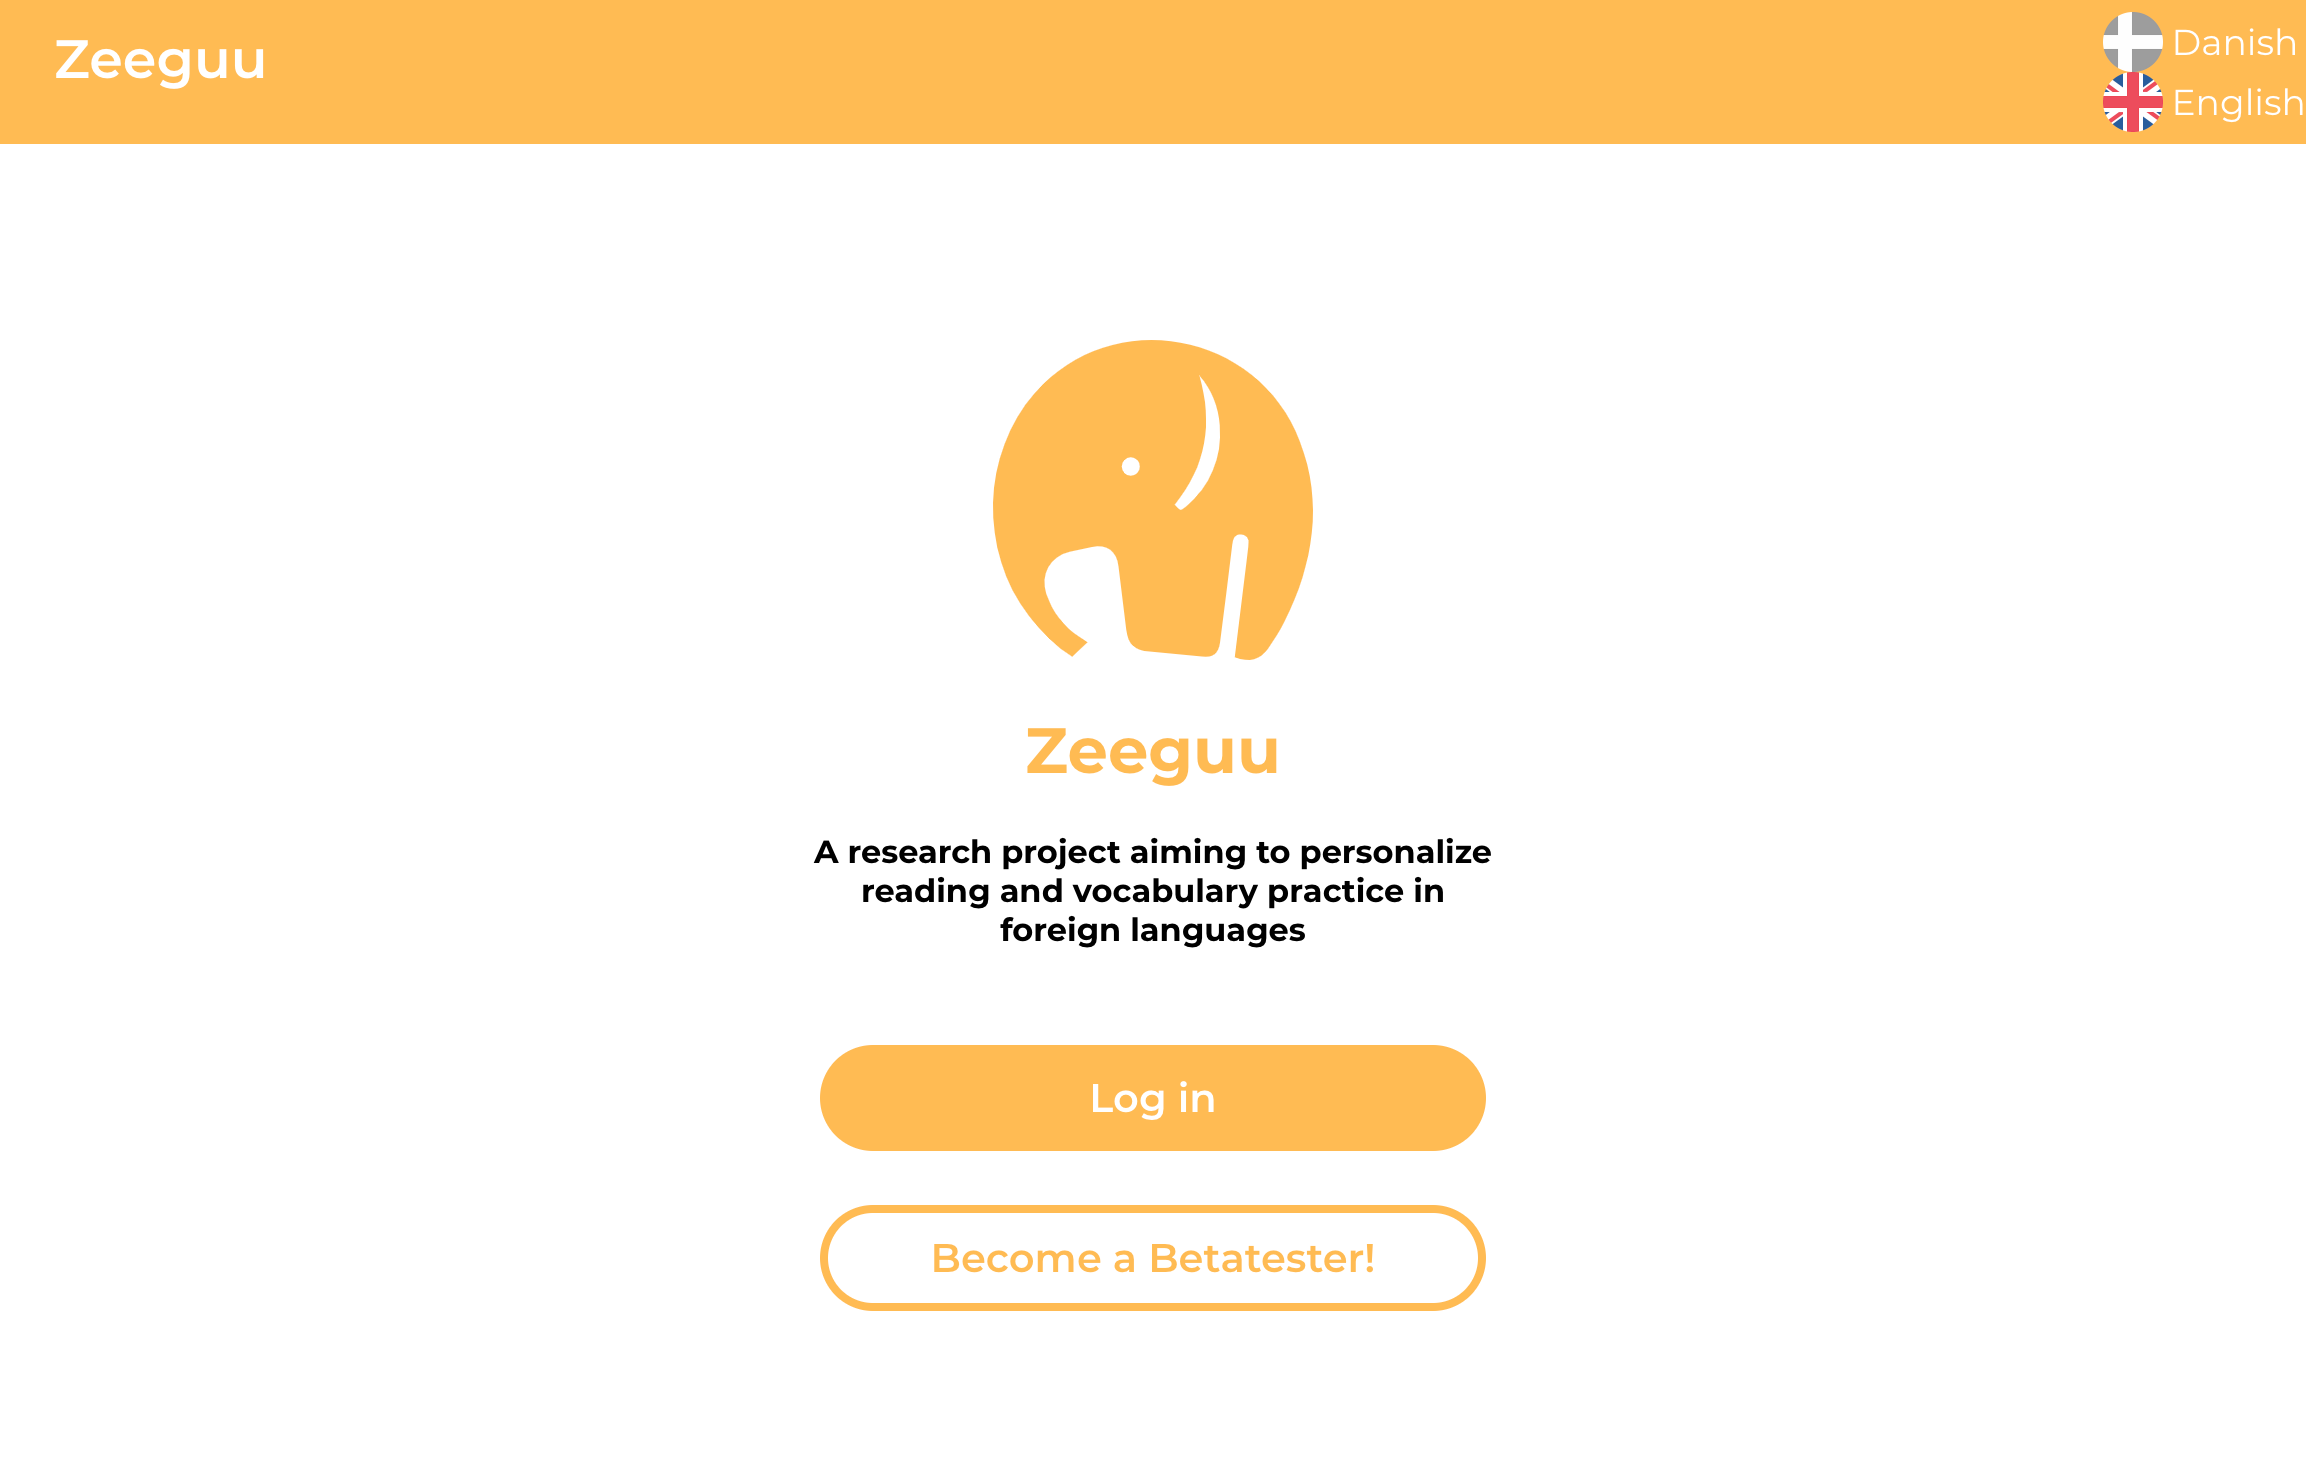 Zeeguu
Danish
English
Zeeguu
A research project aiming to personalize
reading and vocabulary practice in
foreign languages
Log in
Become a Betatester!